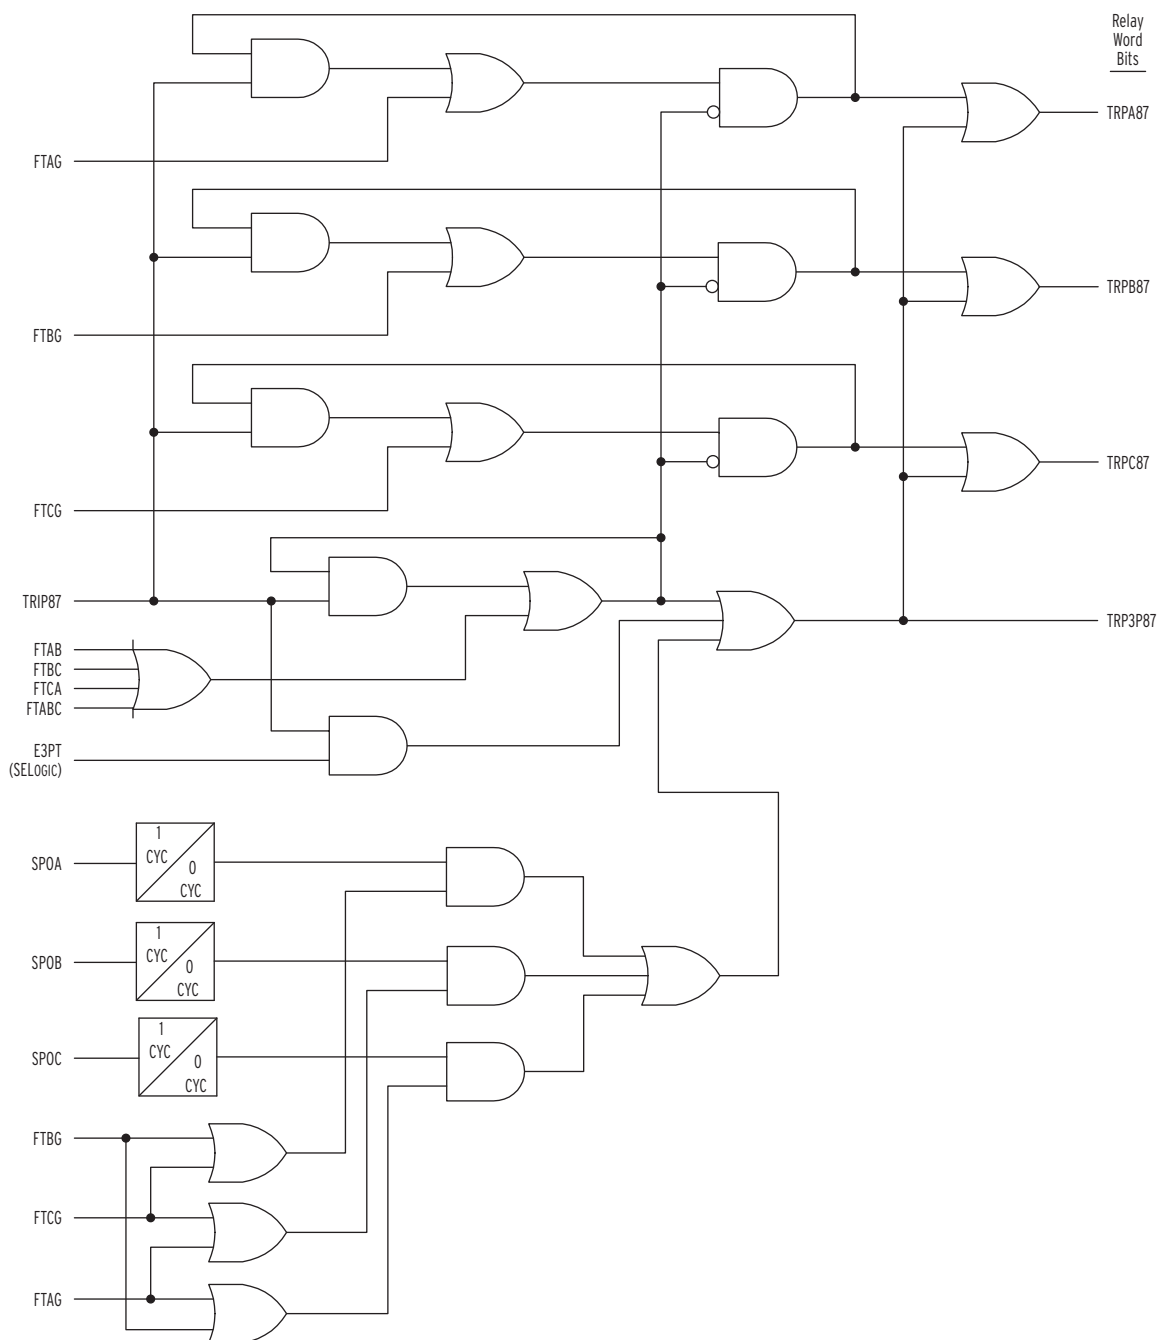 Relay
Word
Bits
TRPA87
FTAG
TRPB87
FTBG
TRPC87
FTCG
TRIP87
TRP3P87
FTAB
FTBC
FTCA
FTABC
E3PT
(SELOGIC)
1
CYC
0
CYC
SPOA
1
CYC
0
CYC
SPOB
1
CYC
0
CYC
SPOC
FTBG
FTCG
FTAG